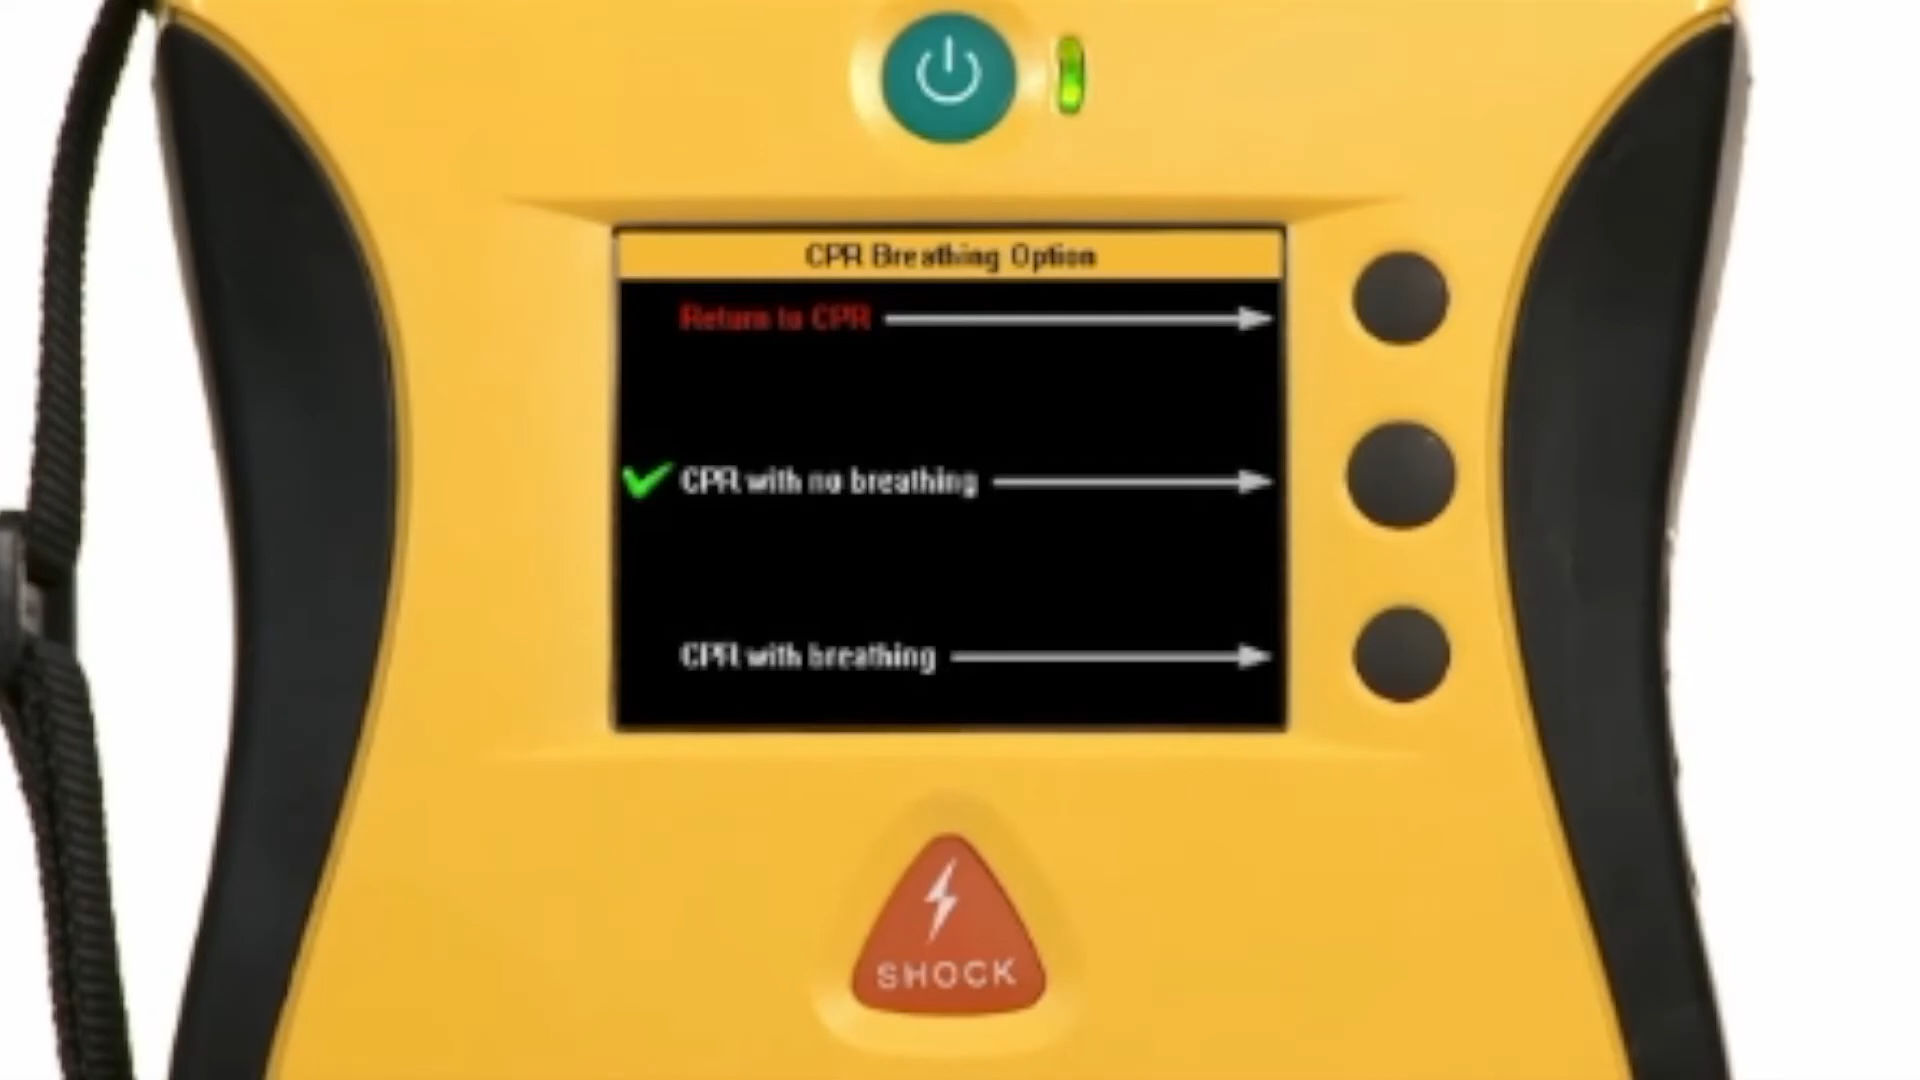 CPR Breathing Option
Return to CPR
CPR with no breathing
CPR with breathing
SHOCK